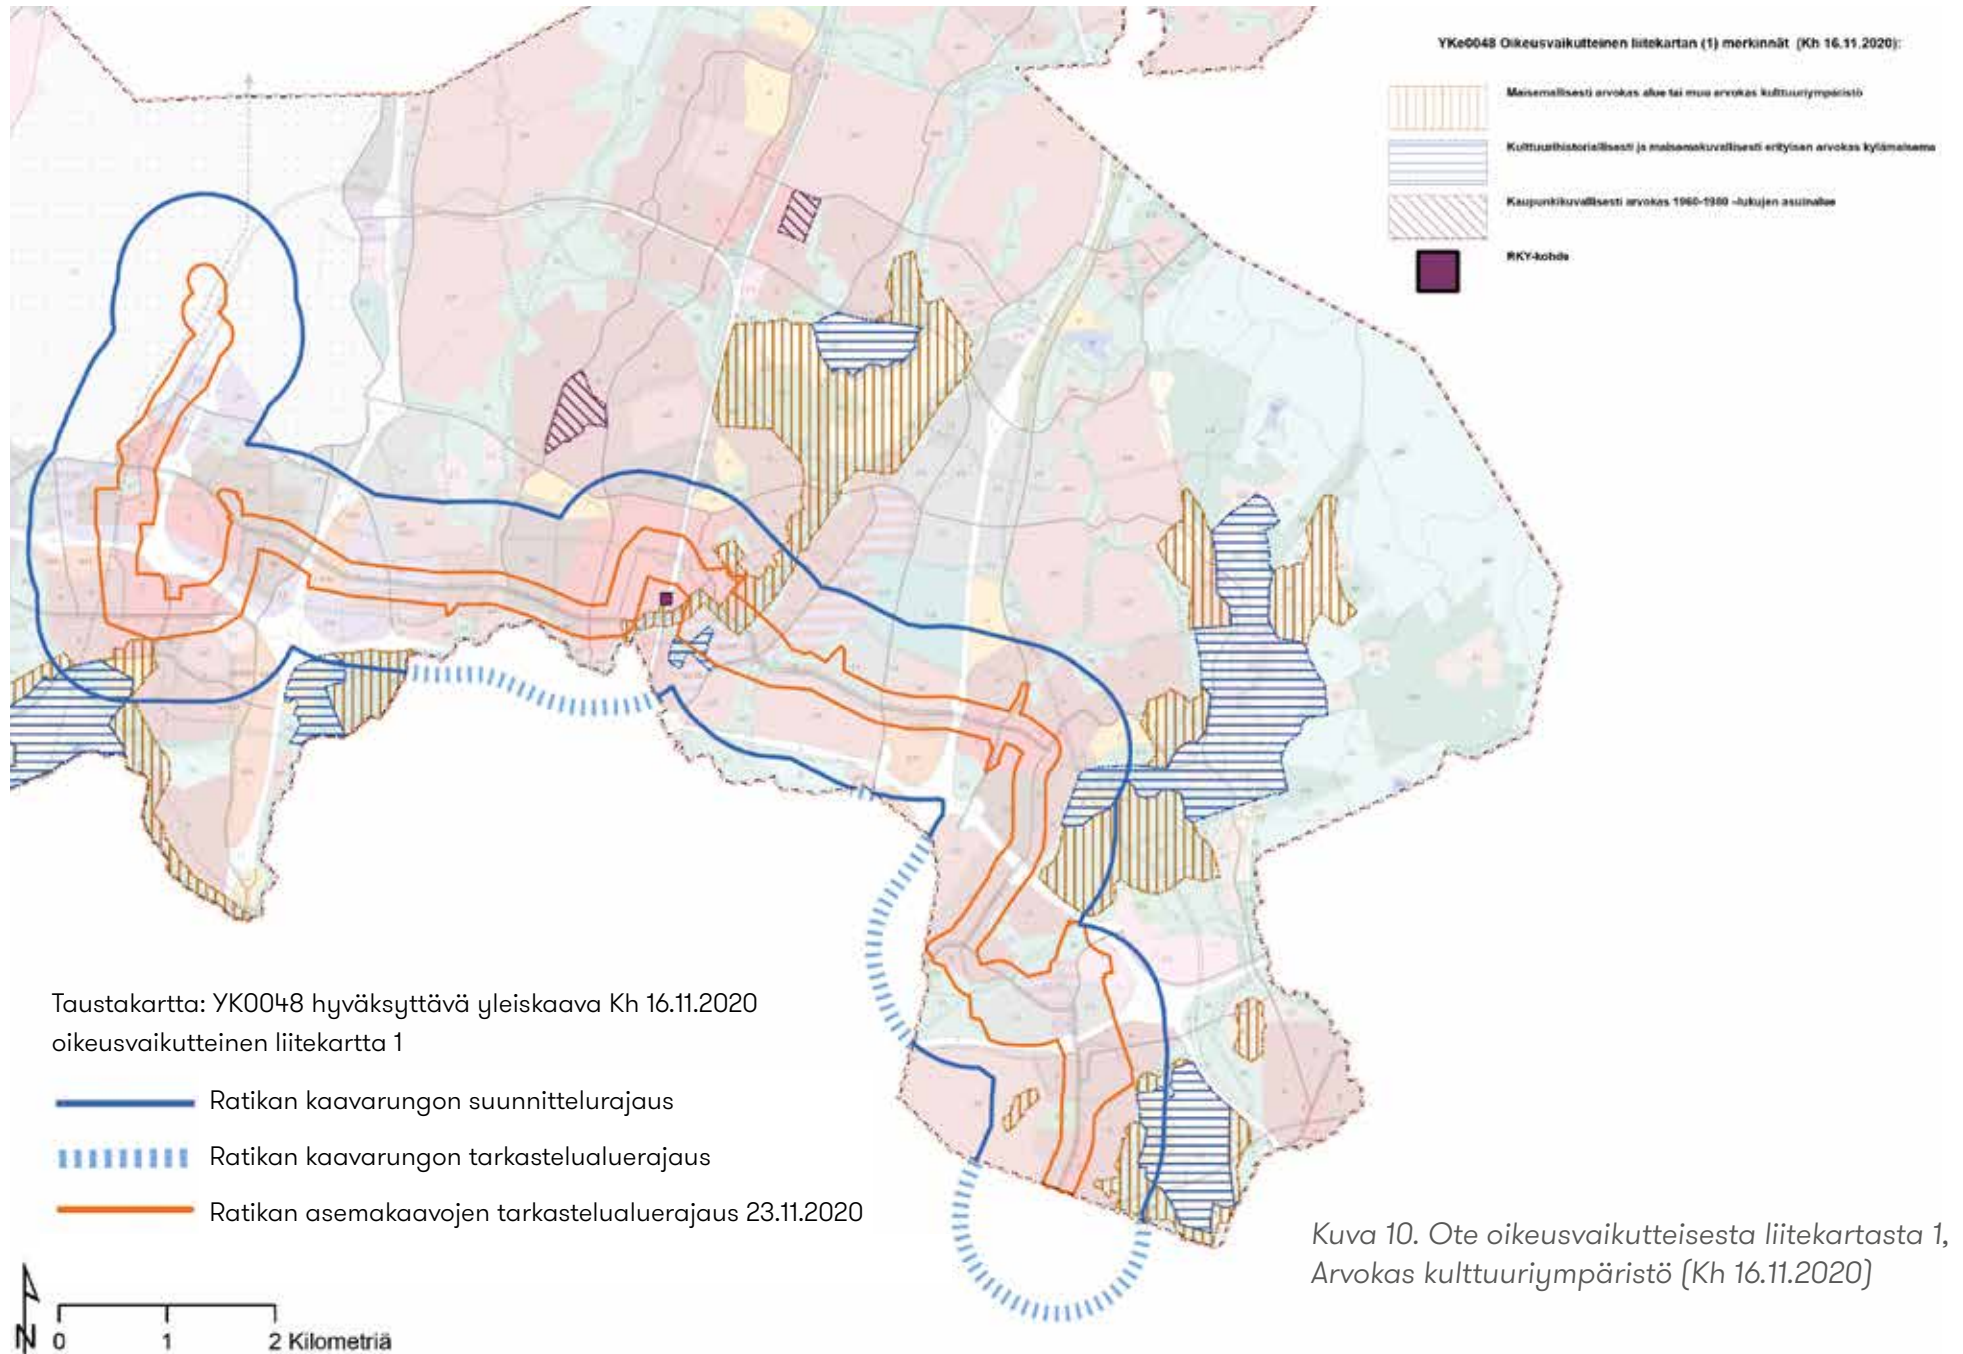 YKe0048 Oikeusvaikutteinen liitekartan (1) merkinnät (Kh 16.11.2020):
Maisemallisesti arvokas alue tai muu arvokas kulttuuriympäristö
Kulttuurihistoriallisesti ja maisemakuvallisesti erityisen arvokas kylämaisema
Kaupunkikuvallisesti arvokas 1960-1980 -lukujen asuinalue
RKY-kohde
Taustakartta: YK0048 hyväksyttävä yleiskaava Kh 16.11.2020
oikeusvaikutteinen liitekartta 1
Ratikan kaavarungon suunnittelurajaus
Ratikan kaavarungon tarkastelualuerajaus
Ratikan asemakaavojen tarkastelualuerajaus 23.11.2020
Kuva 10. Ote oikeusvaikutteisesta liitekartasta 1,
Arvokas kulttuuriympäristö (Kh 16.11.2020)
N 0 1 2 Kilometriä